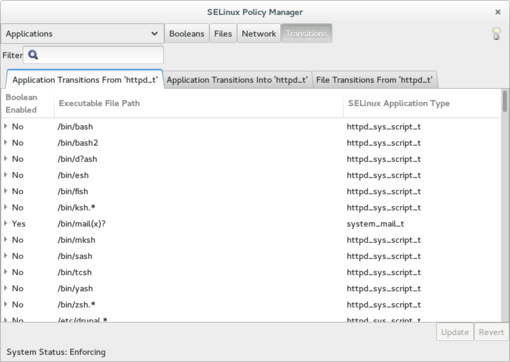 SELinux Policy Manager ×
Applications Booleans Files Network Transitions
Filter
Application Transitions From 'httpd_t' Application Transitions Into 'httpd_t' File Transitions From 'httpd_t'
Boolean
Enabled Executable File Path SELinux Application Type
No /bin/bash httpd_sys_script_t
No /bin/bash2 httpd_sys_script_t
No /bin/d?ash httpd_sys_script_t
No /bin/esh httpd_sys_script_t
No /bin/fish httpd_sys_script_t
No /bin/ksh.* httpd_sys_script_t
Yes /bin/mail(x)? system_mail_t
No /bin/mksh httpd_sys_script_t
No /bin/sash httpd_sys_script_t
No /bin/tcsh httpd_sys_script_t
No /bin/yash httpd_sys_script_t
No /bin/zsh.* httpd_sys_script_t
No /etc/drupal.* httpd_sys_script_t
Update Revert
System Status: Enforcing